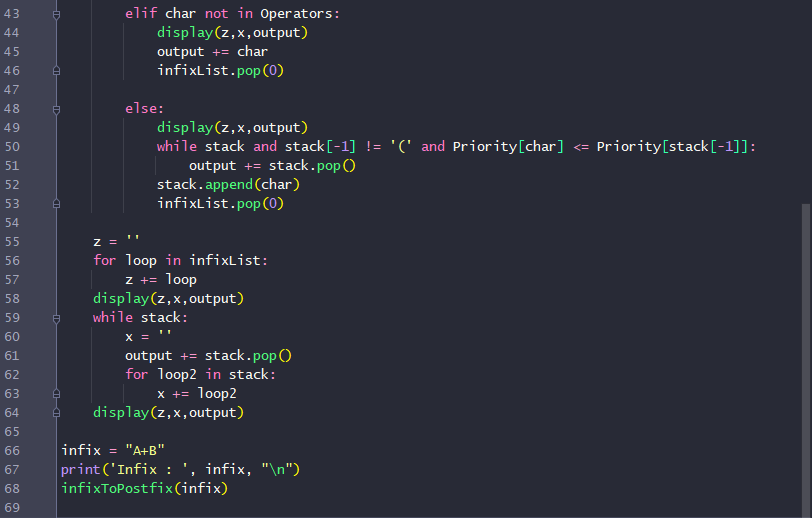 43 elif char not in Operators:
44 display(z,x,output)
45 output += char
46 infixList.pop(0)
47
48 else:
49 display(z,x,output)
50 while stack and stack[-1] != '(' and Priority[char] <= Priority[stack[-1]]:
51 output += stack.pop()
52 stack.append(char)
53 infixList.pop(0)
54
55 z = ''
56 for loop in infixList:
57 z += loop
58 display(z,x,output)
59 while stack:
60 x = ''
61 output += stack.pop()
62 for loop2 in stack:
63 x += loop2
64 display(z,x,output)
65
66 infix = "A+B"
67 print('Infix : ', infix, "\n")
68 infixToPostfix(infix)
69